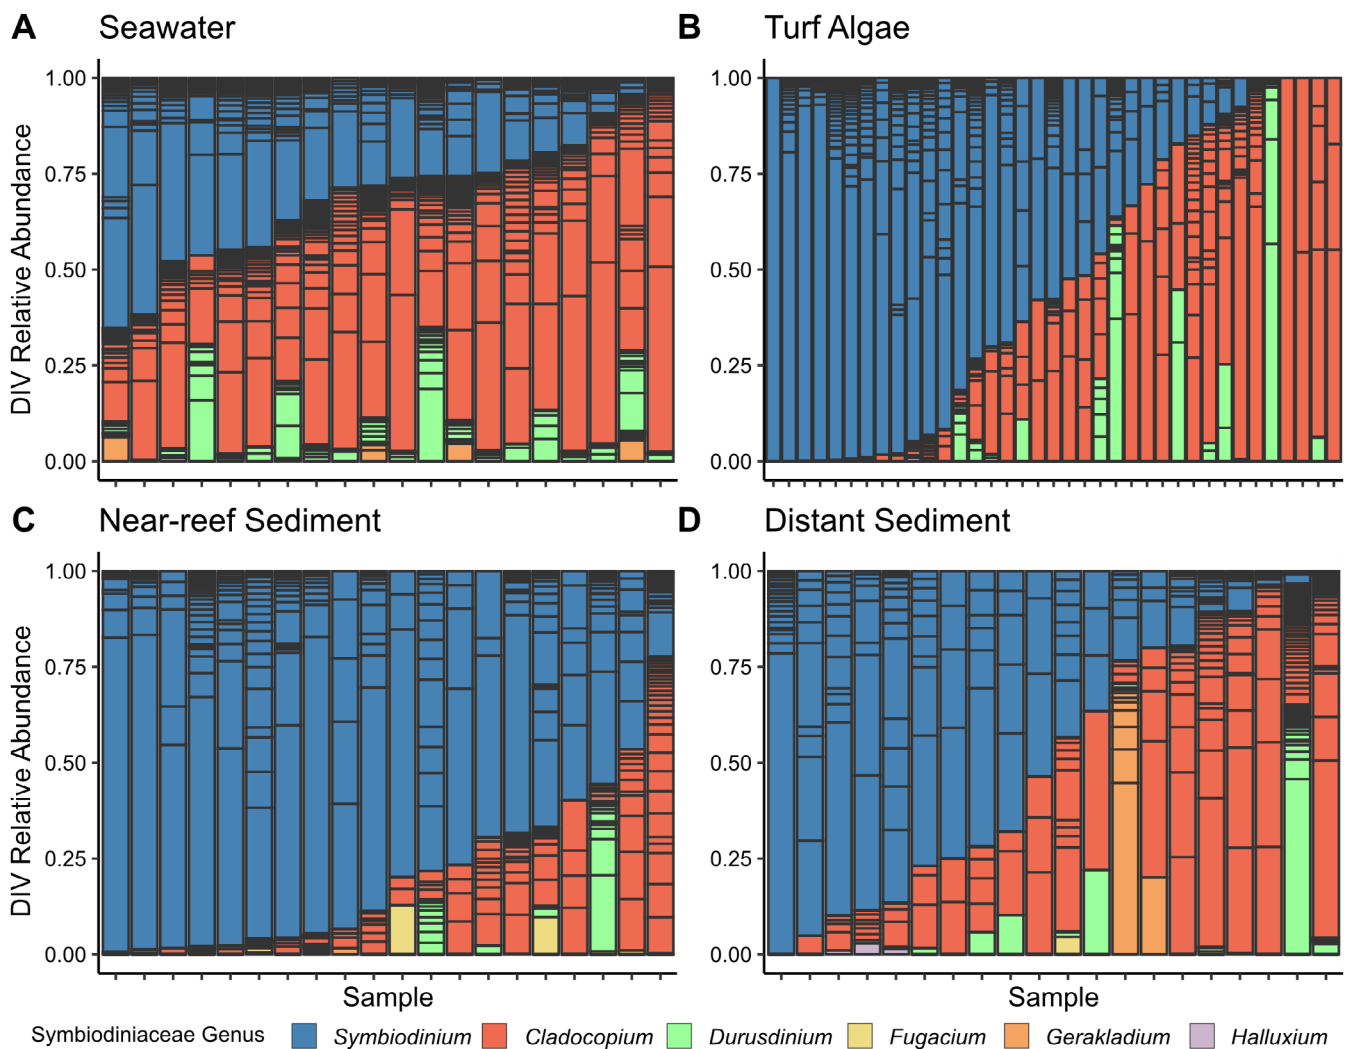 A Seawater
B Turf Algae
DIV Relative Abundance
1.00
0.75
0.50
0.25
0.00
1.00
0.75
0.50
0.25
0.00
C Near-reef Sediment
D Distant Sediment
DIV Relative Abundance
1.00
0.75
0.50
0.25
0.00
1.00
0.75
0.50
0.25
0.00
Sample
Sample
Symbiodiniaceae Genus Symbiodinium Cladocopium Durusdinium Fugacium Gerakladium Halluxium